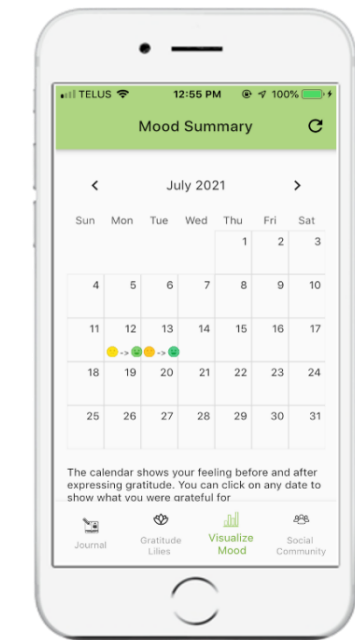 TELUS 12:55 PM 100%
Mood Summary
< July 2021 >
Sun Mon Tue Wed Thu Fri Sat
1 2 3
4 5 6 7 8 9 10
11 12 13 14 15 16 17
-> ->
18 19 20 21 22 23 24
25 26 27 28 29 30 31
The calendar shows your feeling before and after
expressing gratitude. You can click on any date to
show what you were grateful for
Journal
Gratitude
Lilies
Visualize
Mood
Social
Community